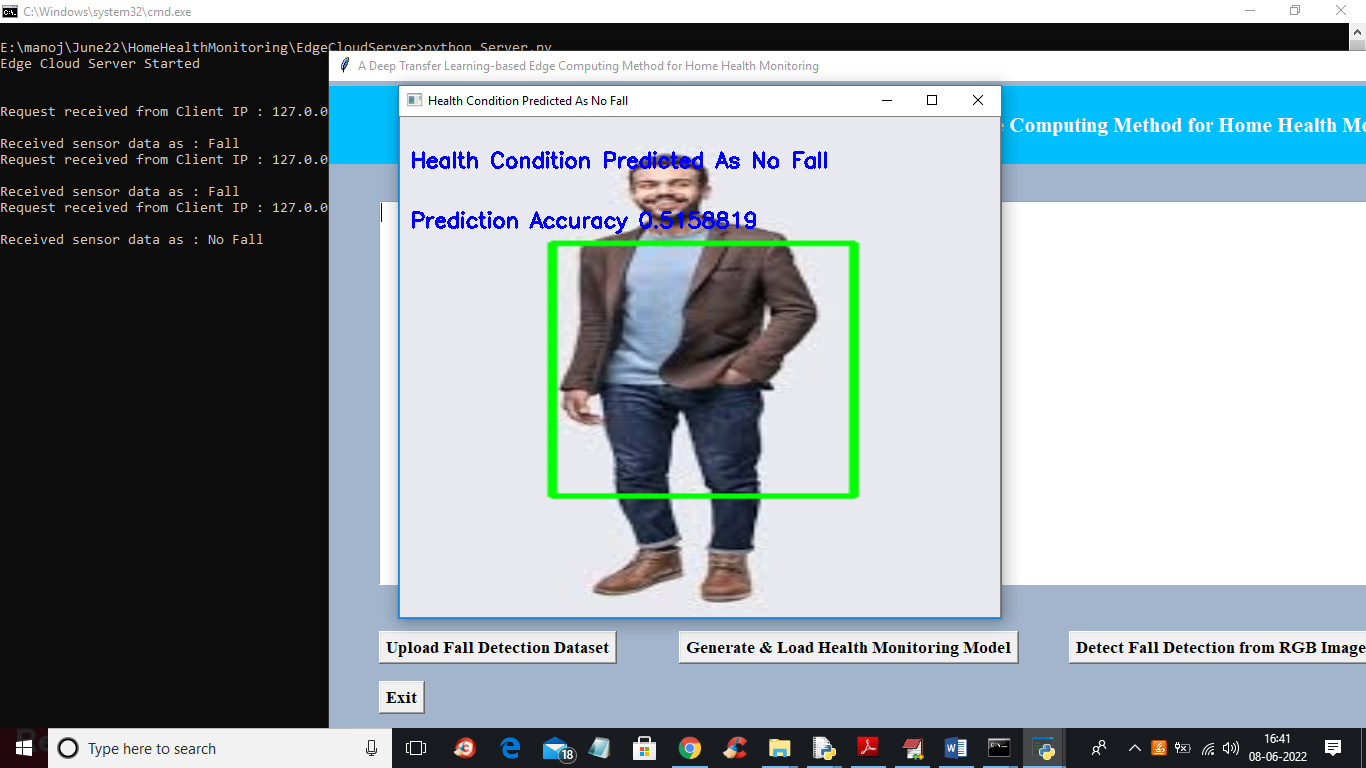 C:\Windows\system32\cmd.exe
E:\manoj\June22\HomeHealthMonitoring\EdgeCloudServer>python Server.py
Edge Cloud Server Started
Request received from Client IP : 127.0.0
Received sensor data as : Fall
Request received from Client IP : 127.0.0
Received sensor data as : Fall
Request received from Client IP : 127.0.0
Received sensor data as : No Fall
A Deep Transfer Learning-based Edge Computing Method for Home Health Monitoring
Computing Method for Home Health Mo
Health Condition Predicted As No Fall
Health Condition Predicted As No Fall
Prediction Accuracy 0.5158819
Upload Fall Detection Dataset
Generate & Load Health Monitoring Model
Detect Fall Detection from RGB Image
Exit
Type here to search
18
16:41
08-06-2022